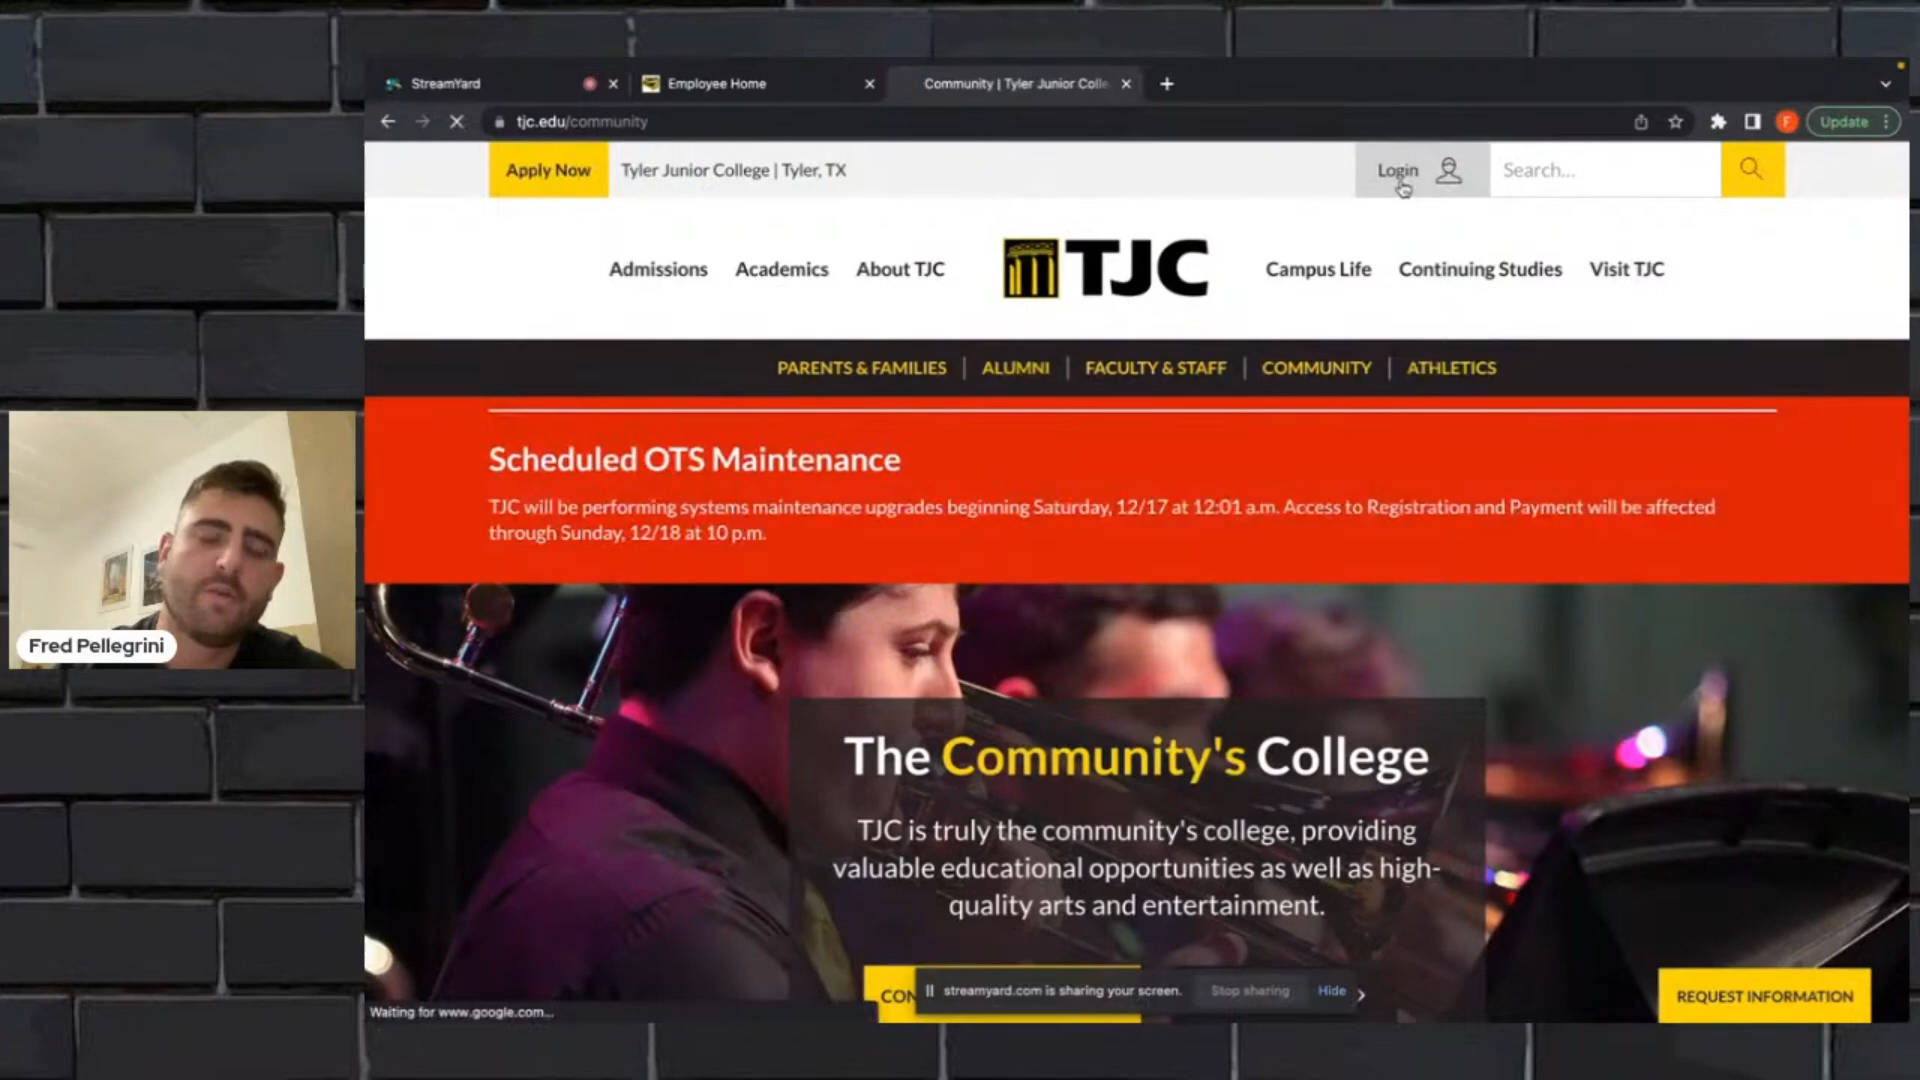 StreamYard
Employee Home
Community | Tyler Junior Colle
tjc.edu/community
F
Update
Apply Now
Tyler Junior College | Tyler, TX
Login
Search...
Admissions
Academics
About TJC
TJC
Campus Life
Continuing Studies
Visit TJC
PARENTS & FAMILIES
ALUMNI
FACULTY & STAFF
COMMUNITY
ATHLETICS
Scheduled OTS Maintenance
TJC will be performing systems maintenance upgrades beginning Saturday, 12/17 at 12:01 a.m. Access to Registration and Payment will be affected
through Sunday, 12/18 at 10 p.m.
Fred Pellegrini
The Community's College
TJC is truly the community's college, providing
valuable educational opportunities as well as high-
quality arts and entertainment.
CON
streamyard.com is sharing your screen.
Stop sharing
Hide
REQUEST INFORMATION
Waiting for www.google.com...